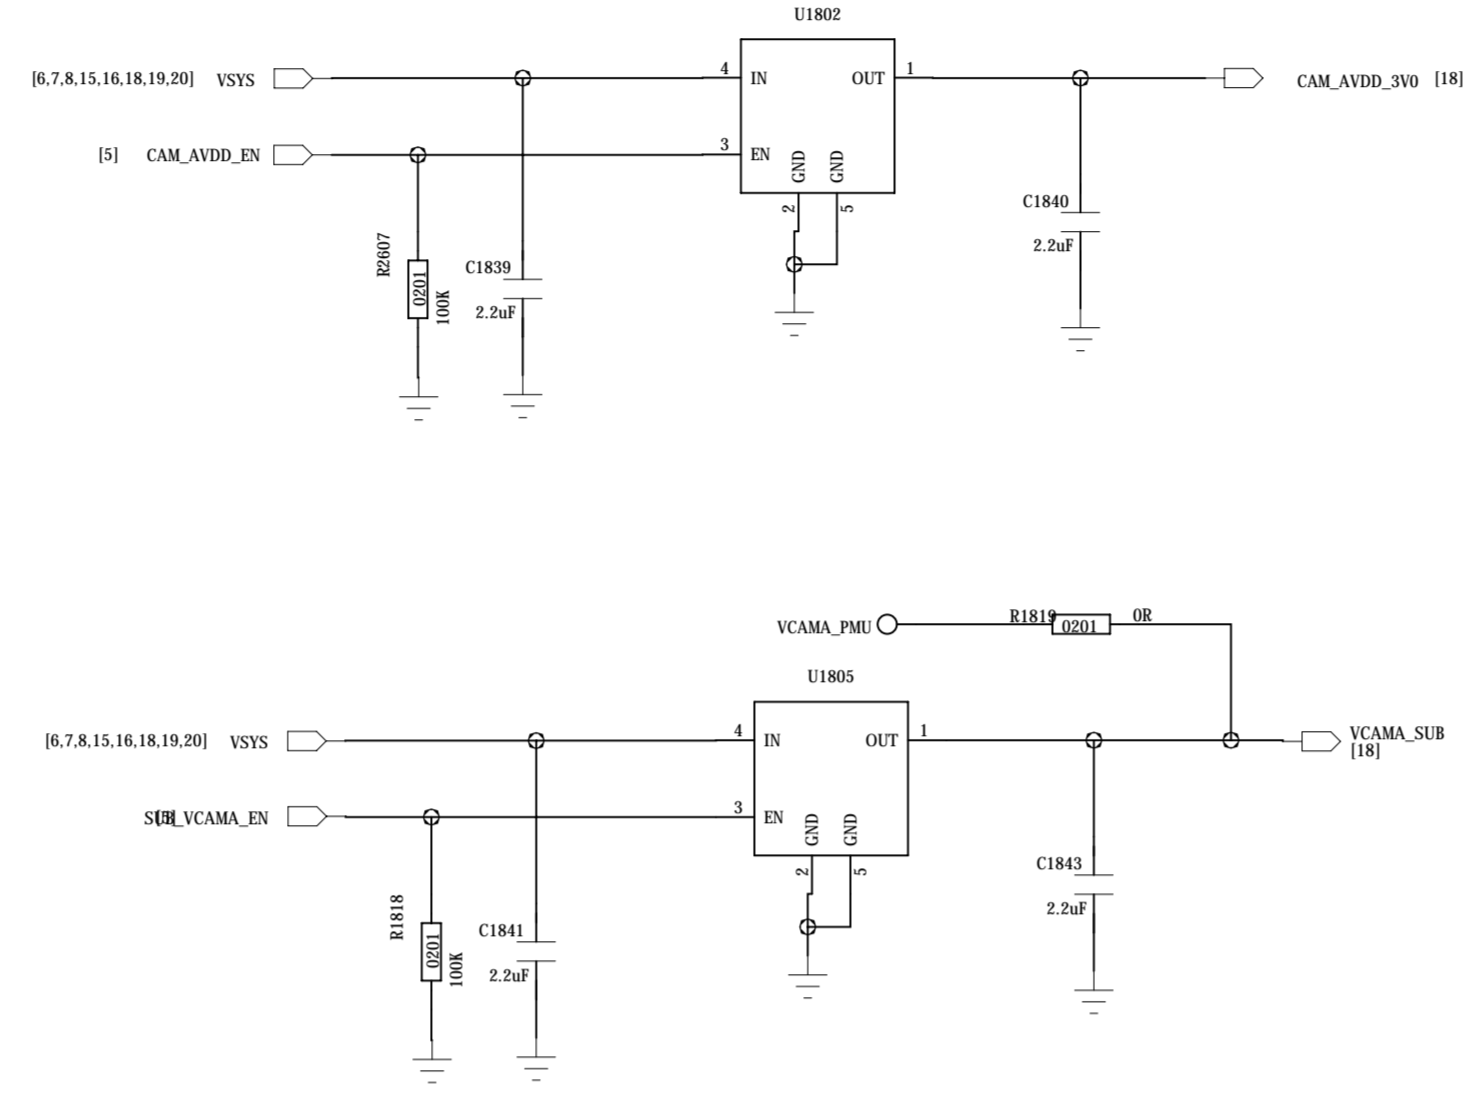 U1802
[6,7,8,15,16,18,19,20] VSYS
4 IN OUT 1
CAM_AVDD_3V0 [18]
[5] CAM_AVDD_EN
3 EN
GND GND
2 5
C1840
2.2uF
R2607
0201
100K
C1839
2.2uF
VCAMA_PMU
R1819 0201 0R
U1805
[6,7,8,15,16,18,19,20] VSYS
4 IN OUT 1
VCAMA_SUB
[18]
SUB_VCAMA_EN
3 EN
GND GND
2 5
C1843
2.2uF
R1818
0201
100K
C1841
2.2uF